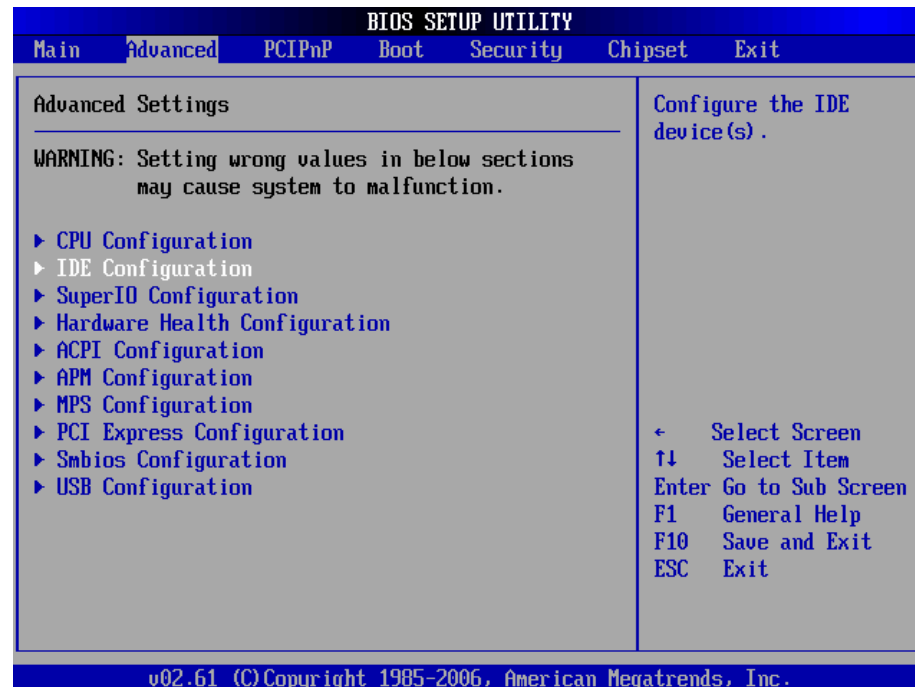 BIOS SETUP UTILITY
Main Advanced PCIPnP Boot Security Chipset Exit
Advanced Settings
WARNING: Setting wrong values in below sections
may cause system to malfunction.
▶ CPU Configuration
▶ IDE Configuration
▶ SuperIO Configuration
▶ Hardware Health Configuration
▶ ACPI Configuration
▶ APM Configuration
▶ MPS Configuration
▶ PCI Express Configuration
▶ Smbios Configuration
▶ USB Configuration
Configure the IDE
device(s).
← Select Screen
↑↓ Select Item
Enter Go to Sub Screen
F1 General Help
F10 Save and Exit
ESC Exit
v02.61 (C)Copyright 1985-2006, American Megatrends, Inc.